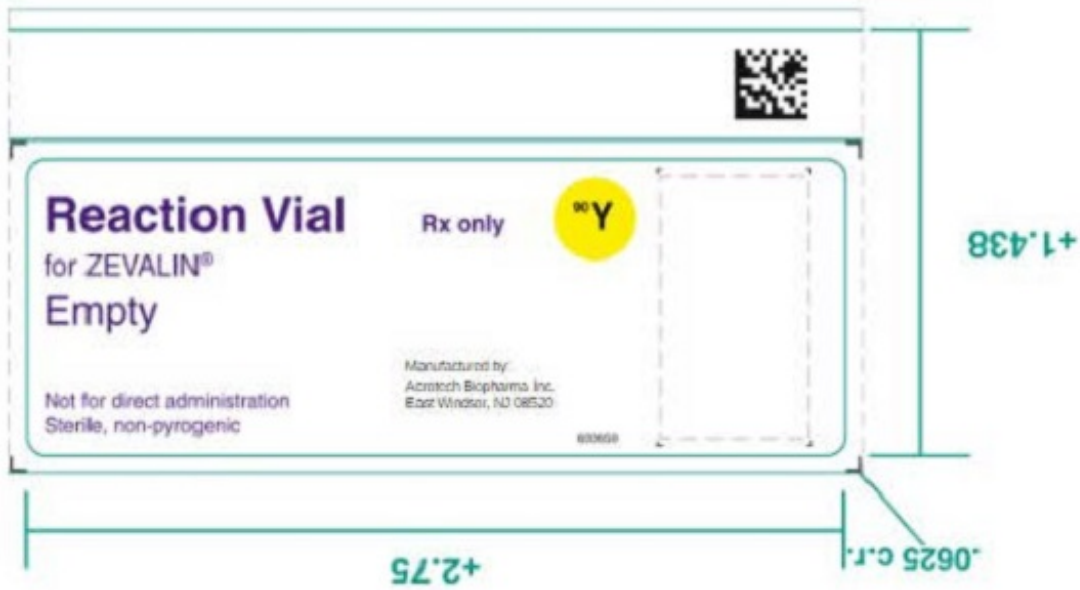 Reaction Vial
for ZEVALIN®
Empty
Rx only
⁹⁰Y
Not for direct administration
Sterille, non-pyrogenic
Manufactured by:
Acrotech Biopharma Inc.
East Windsor, NJ 08520
+1.438
+2.75
.0625 c.r.